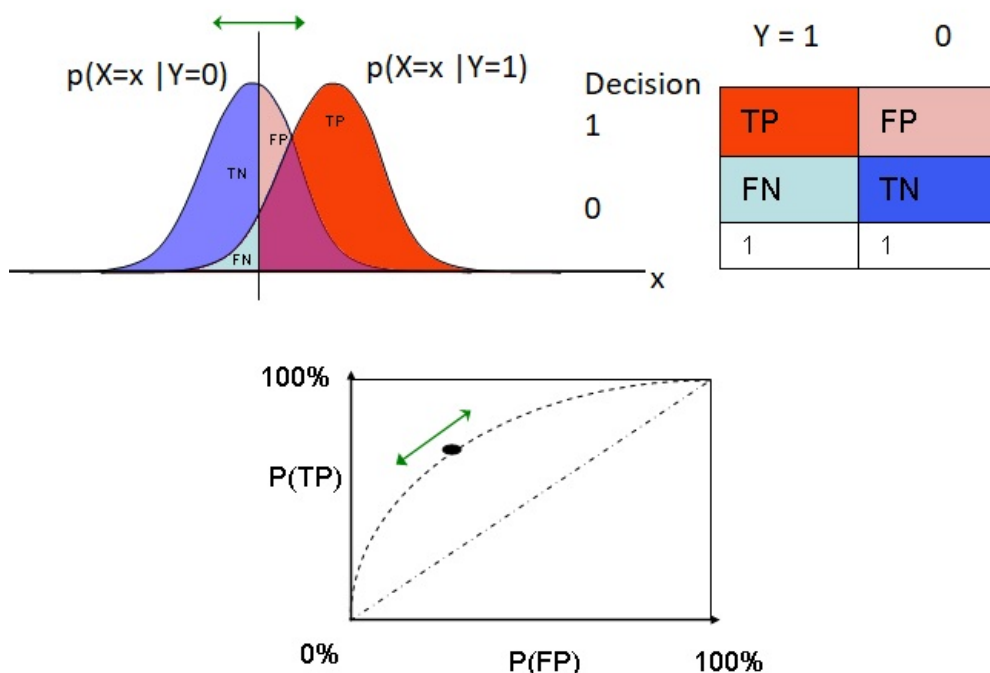 p(X=x |Y=0)
p(X=x |Y=1)
TN
FP
TP
FN
x
Y = 1 0
Decision
1
0
TP FP
FN TN
1 1
100%
P(TP)
0%
P(FP)
100%